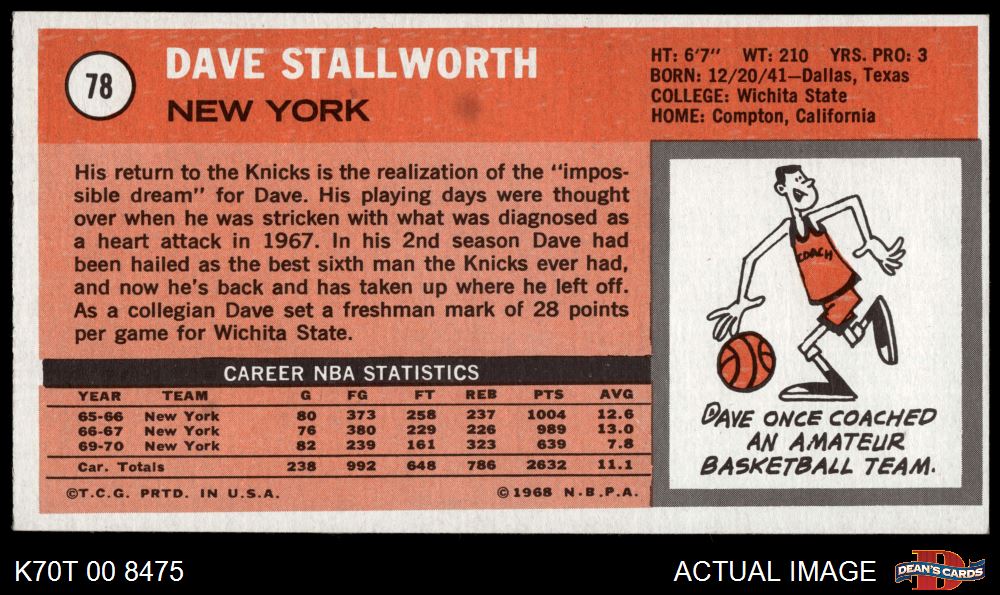 78
DAVE STALLWORTH
NEW YORK
HT: 6'7" WT: 210 YRS. PRO: 3
BORN: 12/20/41—Dallas, Texas
COLLEGE: Wichita State
HOME: Compton, California
His return to the Knicks is the realization of the "impos-
sible dream" for Dave. His playing days were thought
over when he was stricken with what was diagnosed as
a heart attack in 1967. In his 2nd season Dave had
been hailed as the best sixth man the Knicks ever had,
and now he's back and has taken up where he left off.
As a collegian Dave set a freshman mark of 28 points
per game for Wichita State.
CAREER NBA STATISTICS
YEAR TEAM G FG FT REB PTS AVG
65-66 New York 80 373 258 237 1004 12.6
66-67 New York 76 380 229 226 989 13.0
69-70 New York 82 239 161 323 639 7.8
Car. Totals 238 992 648 786 2632 11.1
©T.C.G. PRTD. IN U.S.A. ©1968 N.B.P.A.
COACH
DAVE ONCE COACHED
AN AMATEUR
BASKETBALL TEAM.
K70T 00 8475
ACTUAL IMAGE
D
DEAN'S CARDS